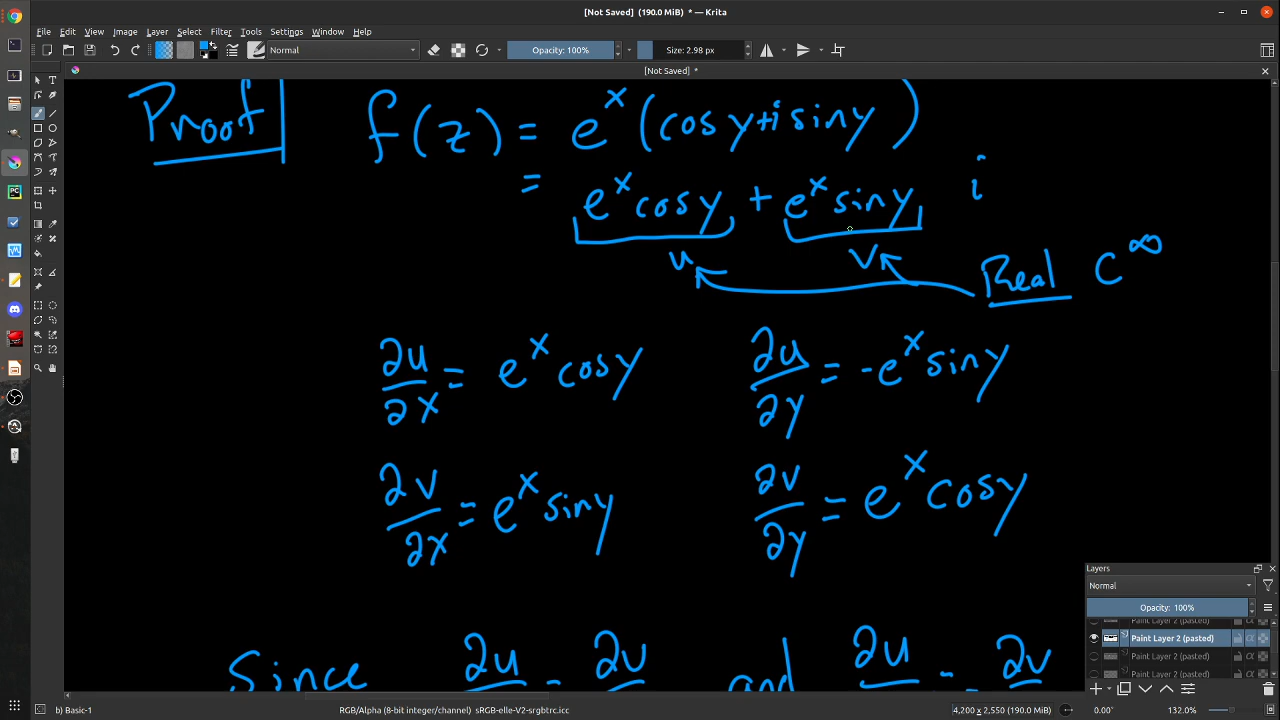 [Not Saved] (190.0 MiB) * — Krita
File Edit View Image Layer Select Filter Tools Settings Window Help
Normal Opacity: 100% Size: 2.98 px
[Not Saved] *
Proof f(z) = e^x (cosy+isiny)
= e^x cosy + e^x siny i
u v Real C^∞
∂u/∂x = e^x cosy ∂u/∂y = -e^x siny
∂v/∂x = e^x siny ∂v/∂y = e^x cosy
Since ∂u = ∂v and ∂u = ∂v
Layers
Normal
Opacity: 100%
Paint Layer 2 (pasted)
Paint Layer 2 (pasted)
Paint Layer 2 (pasted)
Paint Layer 2 (pasted)
b) Basic-1 RGB/Alpha (8-bit integer/channel) sRGB-elle-V2-srgbtrc.icc 4,200 x 2,550 (190.0 MiB) 0.00° 132.0%